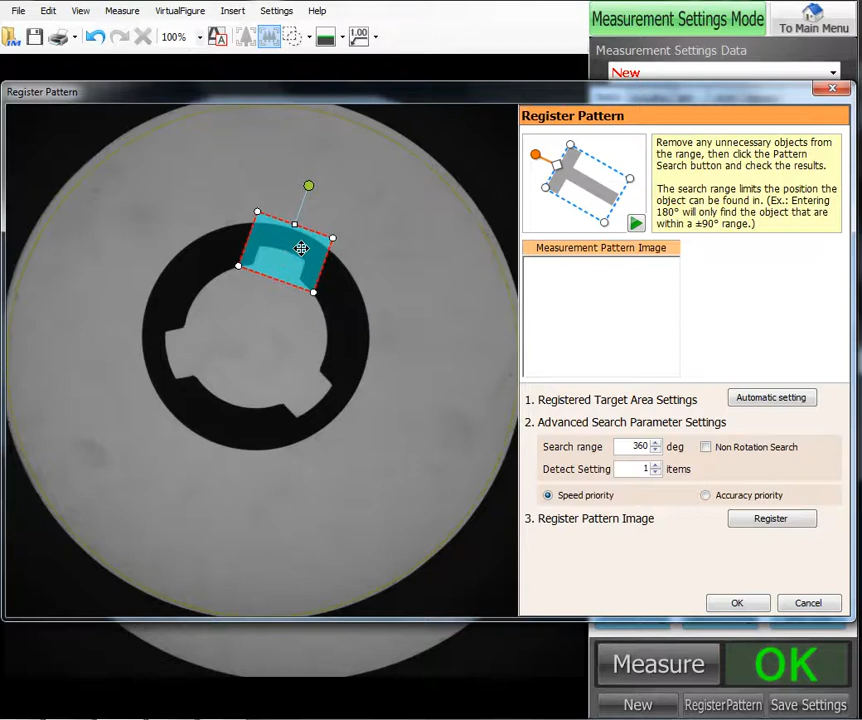 File Edit View Measure VirtualFigure Insert Settings Help
100%
1.00
Measurement Settings Mode
To Main Menu
Measurement Settings Data
New
Register Pattern
Register Pattern
Remove any unnecessary objects from
the range, then click the Pattern
Search button and check the results.
The search range limits the position the
object can be found in. (Ex.: Entering
180° will only find the object that are
within a ±90° range.)
Measurement Pattern Image
1. Registered Target Area Settings
Automatic setting
2. Advanced Search Parameter Settings
Search range 360 deg Non Rotation Search
Detect Setting 1 items
Speed priority Accuracy priority
3. Register Pattern Image
Register
OK Cancel
Measure OK
New RegisterPattern Save Settings